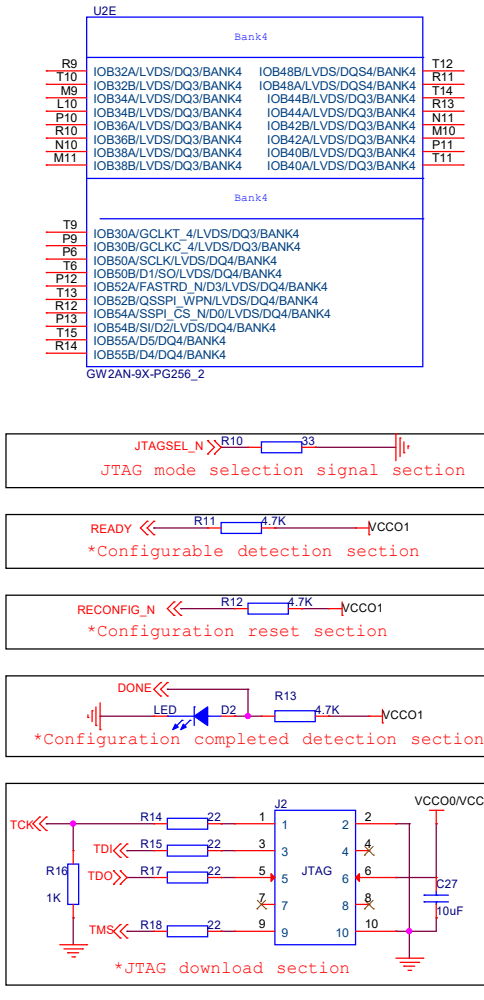 U2E
Bank4
R9 IOB32A/LVDS/DQ3/BANK4 IOB48B/LVDS/DQS4/BANK4 T12
T10 IOB32B/LVDS/DQ3/BANK4 IOB48A/LVDS/DQS4/BANK4 R11
M9 IOB34A/LVDS/DQ3/BANK4 IOB44B/LVDS/DQ3/BANK4 T14
L10 IOB34B/LVDS/DQ3/BANK4 IOB44A/LVDS/DQ3/BANK4 R13
P10 IOB36A/LVDS/DQ3/BANK4 IOB42B/LVDS/DQ3/BANK4 N11
R10 IOB36B/LVDS/DQ3/BANK4 IOB42A/LVDS/DQ3/BANK4 M10
N10 IOB38A/LVDS/DQ3/BANK4 IOB40B/LVDS/DQ3/BANK4 P11
M11 IOB38B/LVDS/DQ3/BANK4 IOB40A/LVDS/DQ3/BANK4 T11
Bank4
T9 IOB30A/GCLKT_4/LVDS/DQ3/BANK4
P9 IOB30B/GCLKC_4/LVDS/DQ3/BANK4
P6 IOB50A/SCLK/LVDS/DQ4/BANK4
T6 IOB50B/D1/SO/LVDS/DQ4/BANK4
P12 IOB52A/FASTRD_N/D3/LVDS/DQ4/BANK4
T13 IOB52B/QSSPI_WPN/LVDS/DQ4/BANK4
R12 IOB54A/SSPI_CS_N/D0/LVDS/DQ4/BANK4
P13 IOB54B/SI/D2/LVDS/DQ4/BANK4
T15 IOB55A/D5/DQ4/BANK4
R14 IOB55B/D4/DQ4/BANK4
GW2AN-9X-PG256_2
JTAGSEL_N R10 33
JTAG mode selection signal section
READY R11 4.7K VCCO1
*Configurable detection section
RECONFIG_N R12 4.7K VCCO1
*Configuration reset section
DONE
LED D2 R13 4.7K VCCO1
*Configuration completed detection section
J2 VCCO0/VCC
TCK R14 22 1 1 2 2
TDI R15 22 3 3 4 4
R16 TDO R17 22 5 5 JTAG 6 6 C27
1K 7 7 8 8 10uF
TMS R18 22 9 9 10 10
*JTAG download section